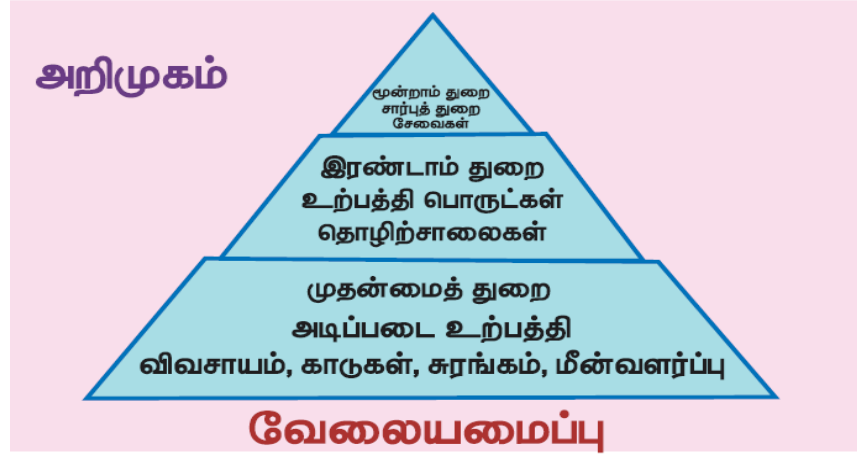 அறிமுகம்
மூன்றாம் துறை
சார்புத் துறை
சேவைகள்
இரண்டாம் துறை
உற்பத்தி பொருட்கள்
தொழிற்சாலைகள்
முதன்மைத் துறை
அடிப்படை உற்பத்தி
விவசாயம், காடுகள், சுரங்கம், மீன்வளர்ப்பு
வேலையமைப்பு